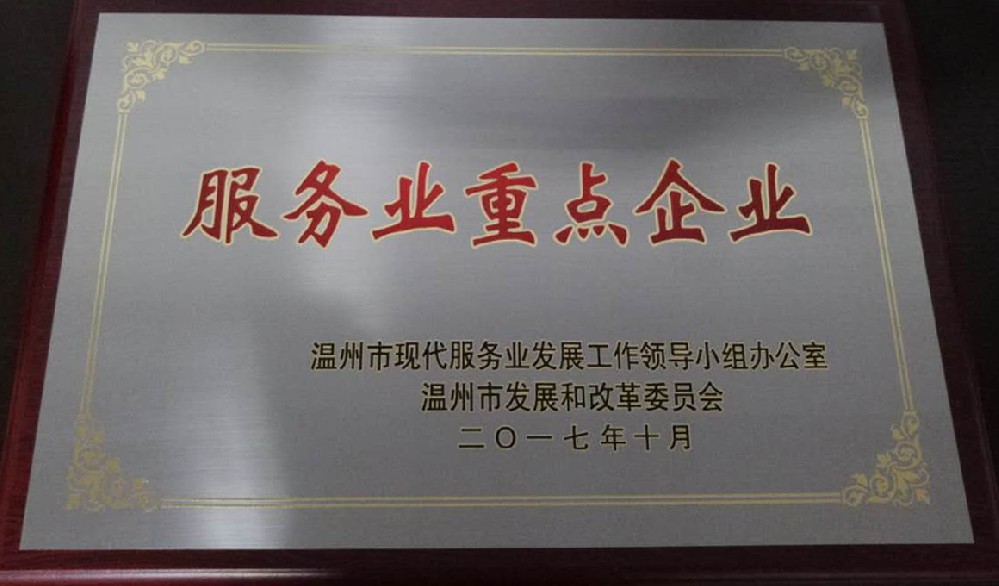 服务业重点企业
温州市现代服务业发展工作领导小组办公室
温州市发展和改革委员会
二〇一七年十月